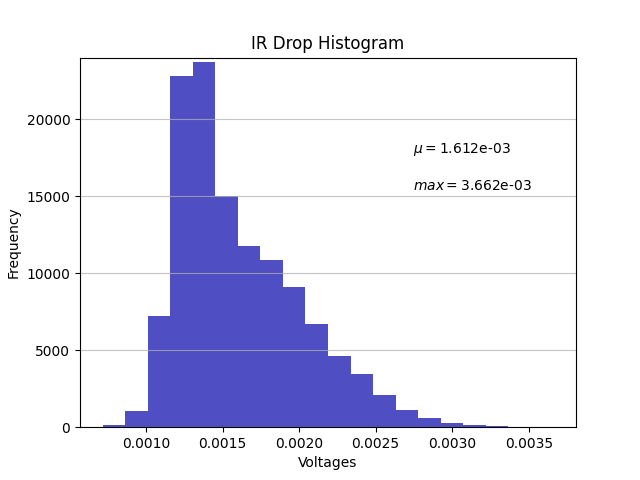 IR Drop Histogram
20000
15000
10000
5000
0
Frequency
μ = 1.612e-03
max = 3.662e-03
0.0010 0.0015 0.0020 0.0025 0.0030 0.0035
Voltages